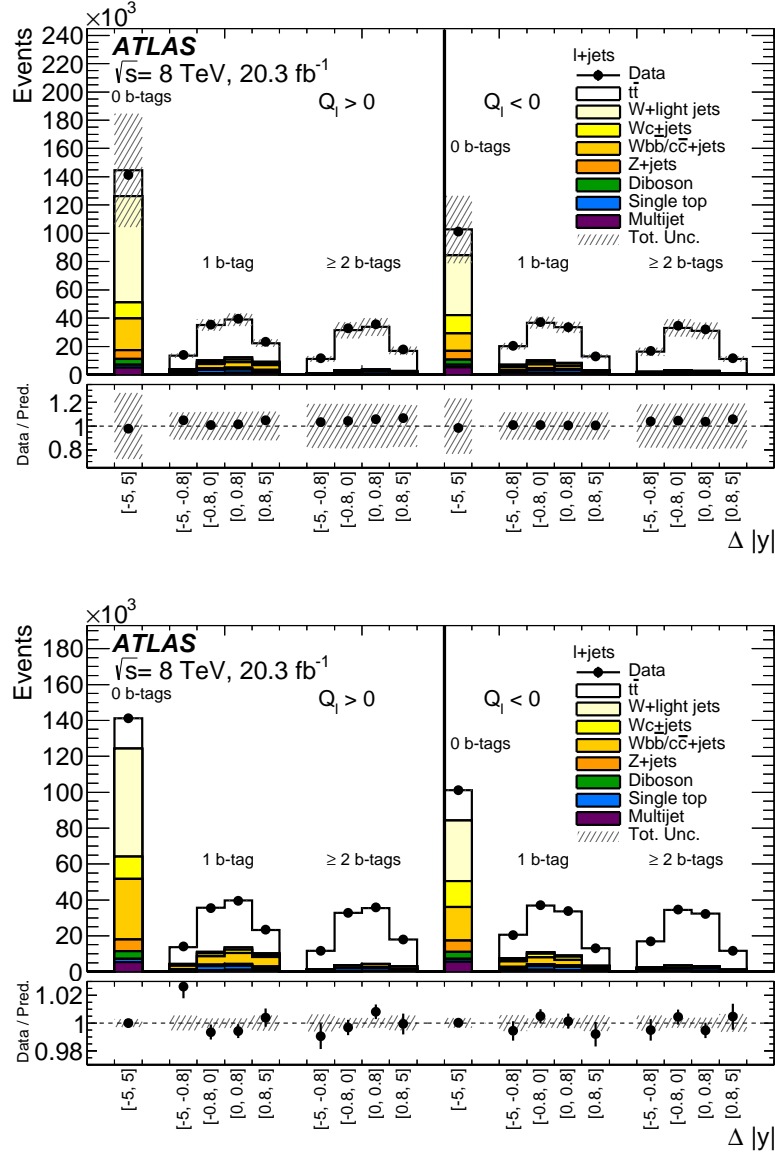 ×10³
Events
240
220
200
180
160
140
120
100
80
60
40
20
0
ATLAS
√s= 8 TeV, 20.3 fb⁻¹
0 b-tags
Q_l > 0
Q_l < 0
0 b-tags
1 b-tag
≥ 2 b-tags
1 b-tag
≥ 2 b-tags
l+jets
Data
tt̄
W+light jets
Wc+jets
Wbb̄/cc̄+jets
Z+jets
Diboson
Single top
Multijet
Tot. Unc.
Data / Pred.
1.2
1
0.8
[-5, 5]
[-5, -0.8]
[-0.8, 0]
[0, 0.8]
[0.8, 5]
[-5, -0.8]
[-0.8, 0]
[0, 0.8]
[0.8, 5]
[-5, 5]
[-5, -0.8]
[-0.8, 0]
[0, 0.8]
[0.8, 5]
[-5, -0.8]
[-0.8, 0]
[0, 0.8]
[0.8, 5]
Δ |y|
×10³
Events
180
160
140
120
100
80
60
40
20
0
ATLAS
√s= 8 TeV, 20.3 fb⁻¹
0 b-tags
Q_l > 0
Q_l < 0
0 b-tags
1 b-tag
≥ 2 b-tags
1 b-tag
≥ 2 b-tags
l+jets
Data
tt̄
W+light jets
Wc+jets
Wbb̄/cc̄+jets
Z+jets
Diboson
Single top
Multijet
Tot. Unc.
Data / Pred.
1.02
1
0.98
[-5, 5]
[-5, -0.8]
[-0.8, 0]
[0, 0.8]
[0.8, 5]
[-5, -0.8]
[-0.8, 0]
[0, 0.8]
[0.8, 5]
[-5, 5]
[-5, -0.8]
[-0.8, 0]
[0, 0.8]
[0.8, 5]
[-5, -0.8]
[-0.8, 0]
[0, 0.8]
[0.8, 5]
Δ |y|